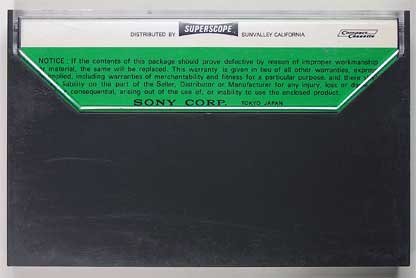 DISTRIBUTED BY SUPERSCOPE SUNVALLEY CALIFORNIA
Compact Cassette
NOTICE: If the contents of this package should prove defective by reason of improper workmanship
or material, the same will be replaced. This warranty is given in lieu of all other warranties, expre
plied, including warranties of merchantability and fitness for a particular purpose, and there
liability on the part of the Seller, Distributor or Manufacturer for any injury, loss or da
consequential, arising out of the use of, or inability to use the enclosed product.
SONY CORP. TOKYO JAPAN